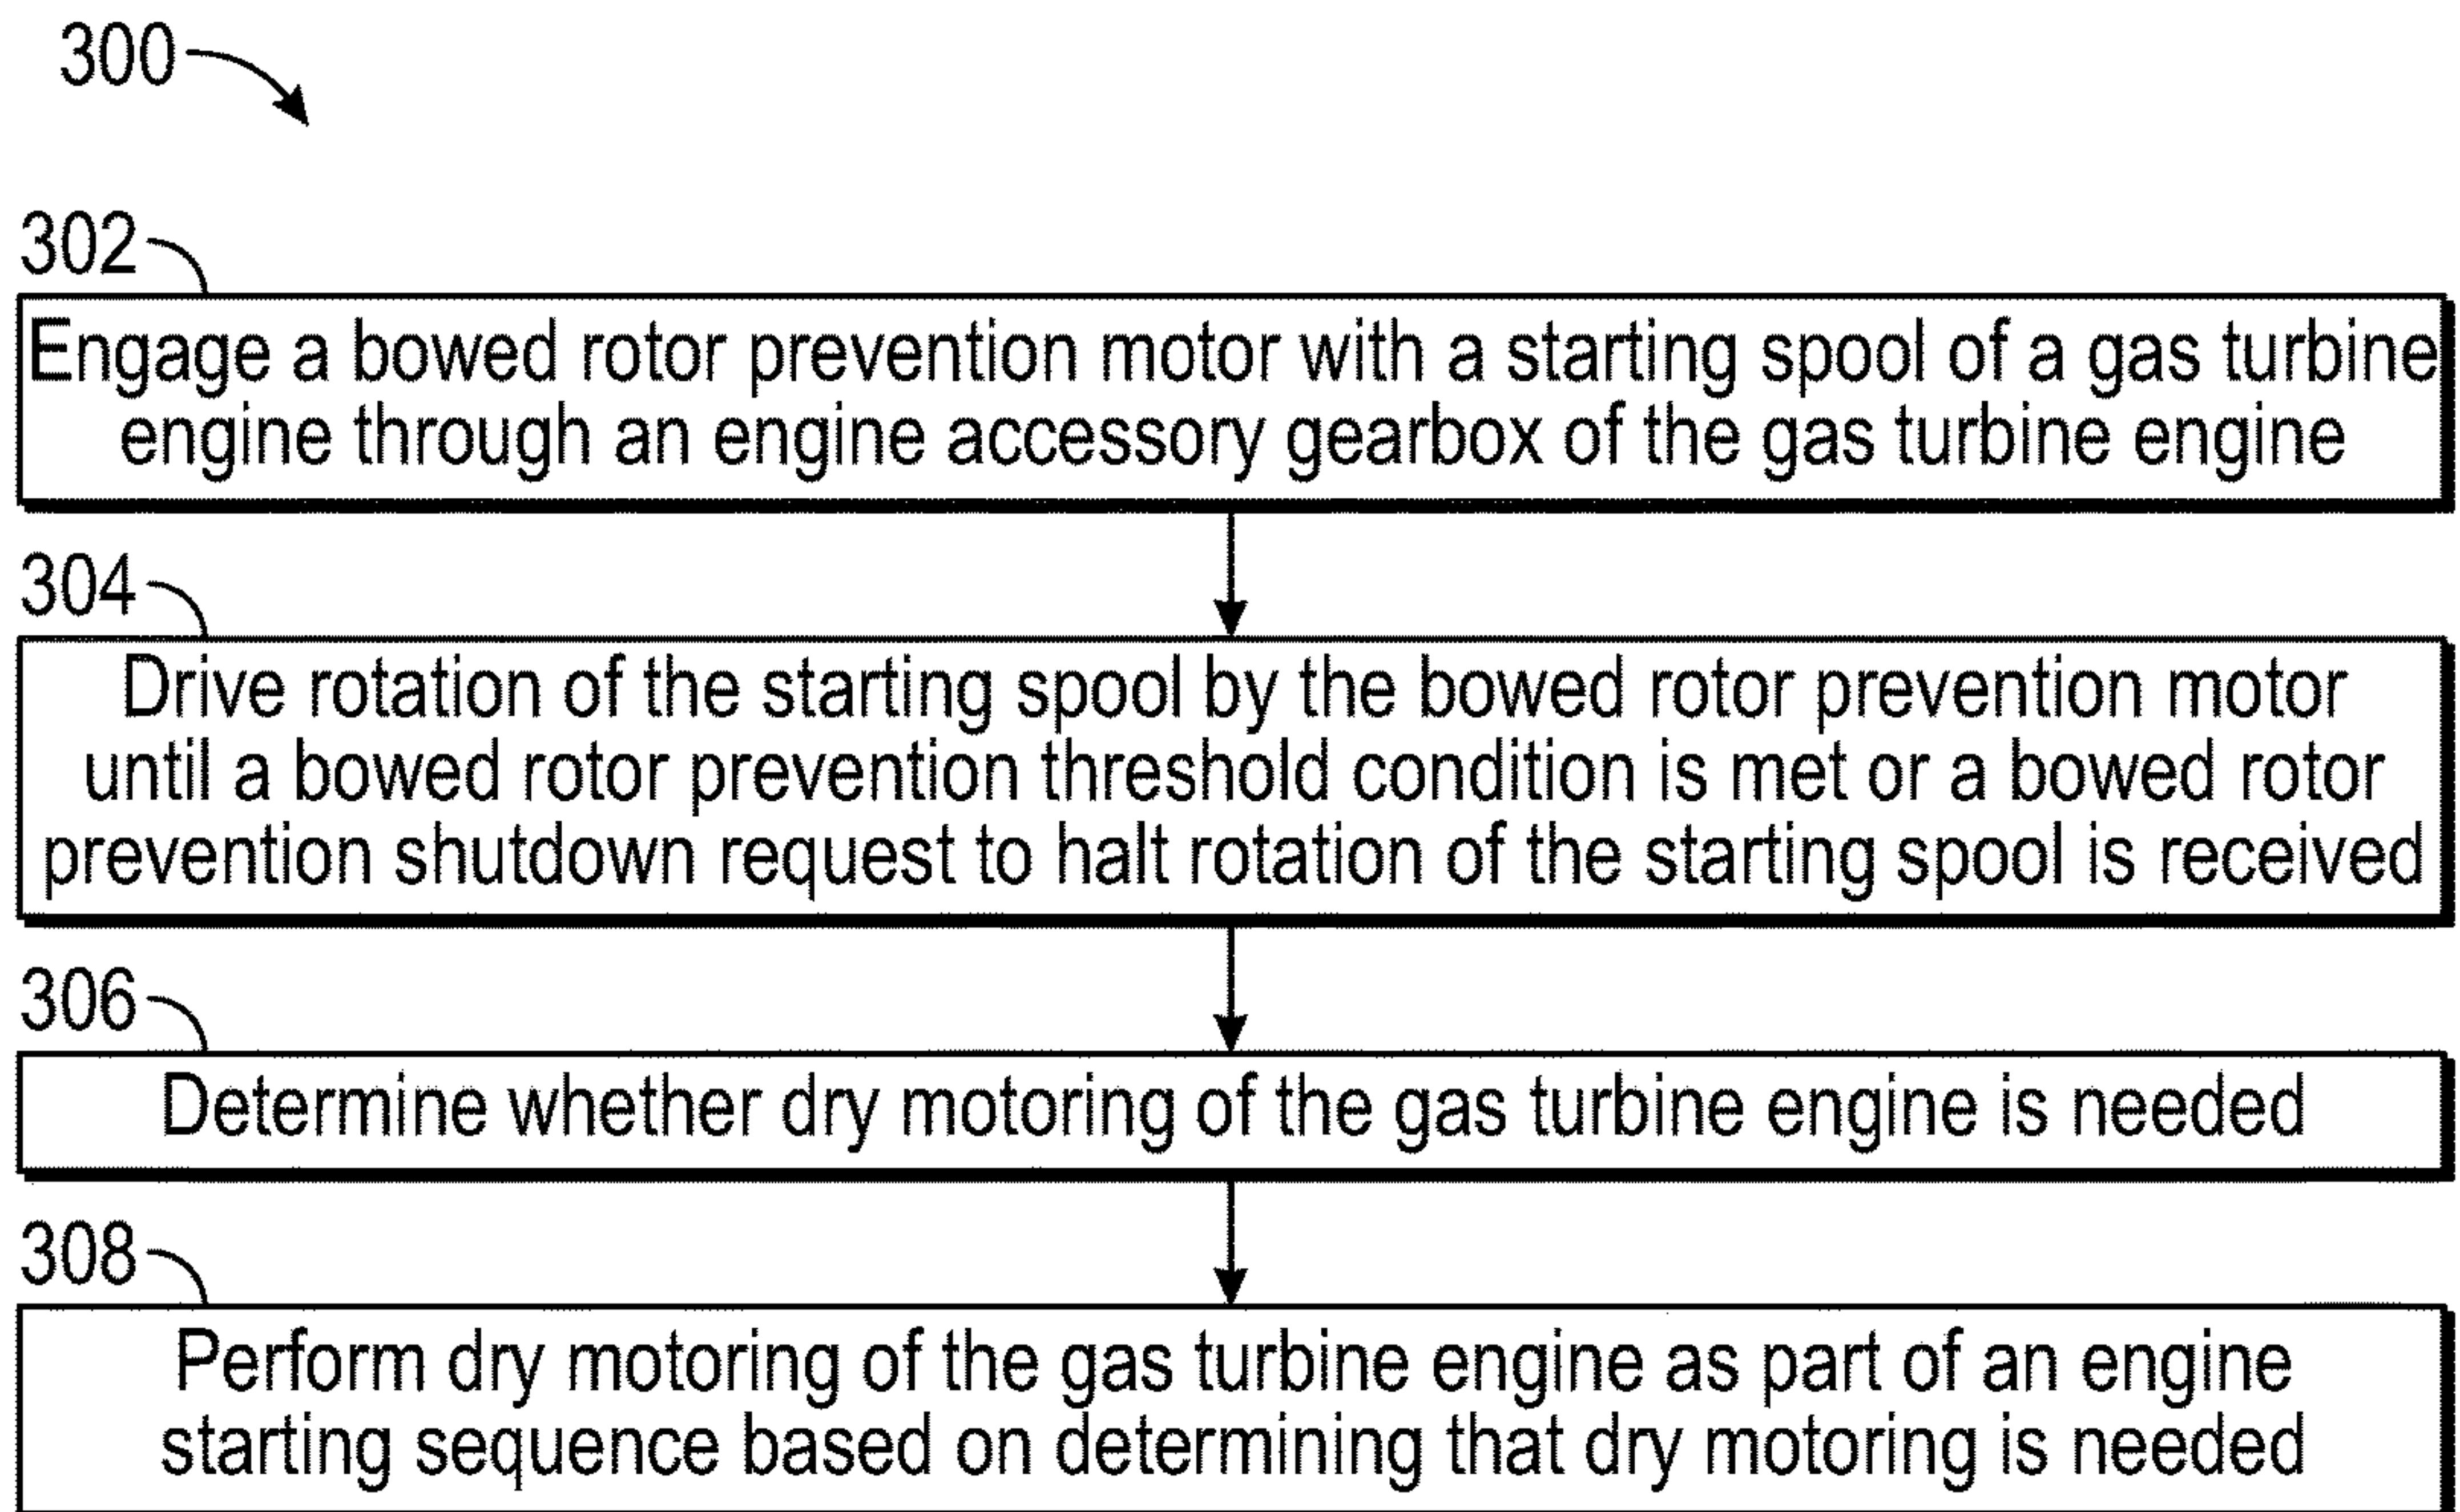 300
302
Engage a bowed rotor prevention motor with a starting spool of a gas turbine
engine through an engine accessory gearbox of the gas turbine engine
304
Drive rotation of the starting spool by the bowed rotor prevention motor
until a bowed rotor prevention threshold condition is met or a bowed rotor
prevention shutdown request to halt rotation of the starting spool is received
306
Determine whether dry motoring of the gas turbine engine is needed
308
Perform dry motoring of the gas turbine engine as part of an engine
starting sequence based on determining that dry motoring is needed